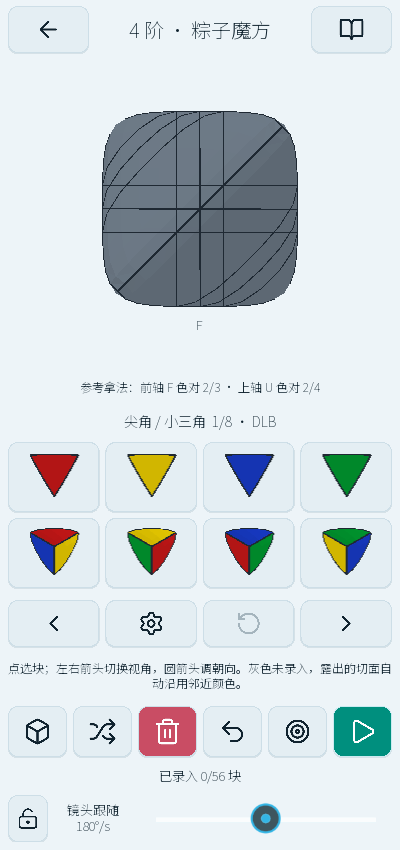 4 阶 · 粽子魔方
F
参考拿法：前轴 F 色对 2/3 · 上轴 U 色对 2/4
尖角 / 小三角 1/8 · DLB
点选块；左右箭头切换视角，圆箭头调朝向。灰色未录入，露出的切面自
动沿用邻近颜色。
已录入 0/56 块
镜头跟随
180°/s